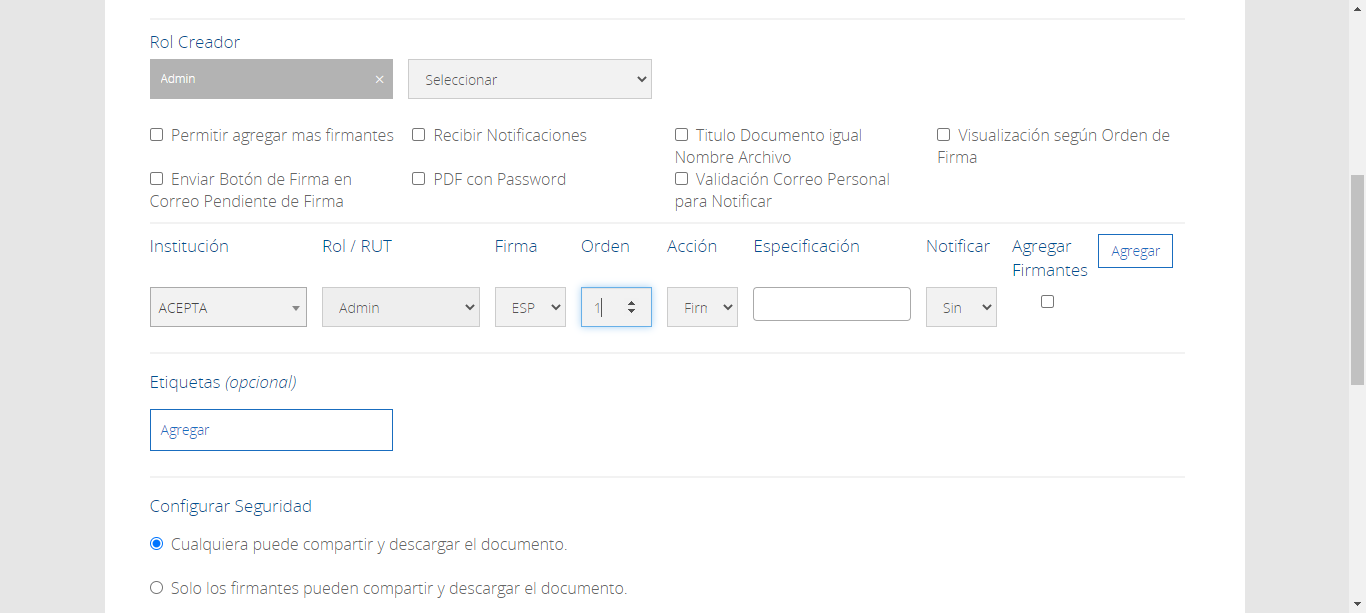 Rol Creador
Admin ×
Seleccionar
Permitir agregar mas firmantes
Recibir Notificaciones
Titulo Documento igual
Nombre Archivo
Visualización según Orden de
Firma
Enviar Botón de Firma en
Correo Pendiente de Firma
PDF con Password
Validación Correo Personal
para Notificar
Institución Rol / RUT Firma Orden Acción Especificación Notificar Agregar
Firmantes
Agregar
ACEPTA Admin ESP 1 Firn Sin
Etiquetas (opcional)
Agregar
Configurar Seguridad
Cualquiera puede compartir y descargar el documento.
Solo los firmantes pueden compartir y descargar el documento.